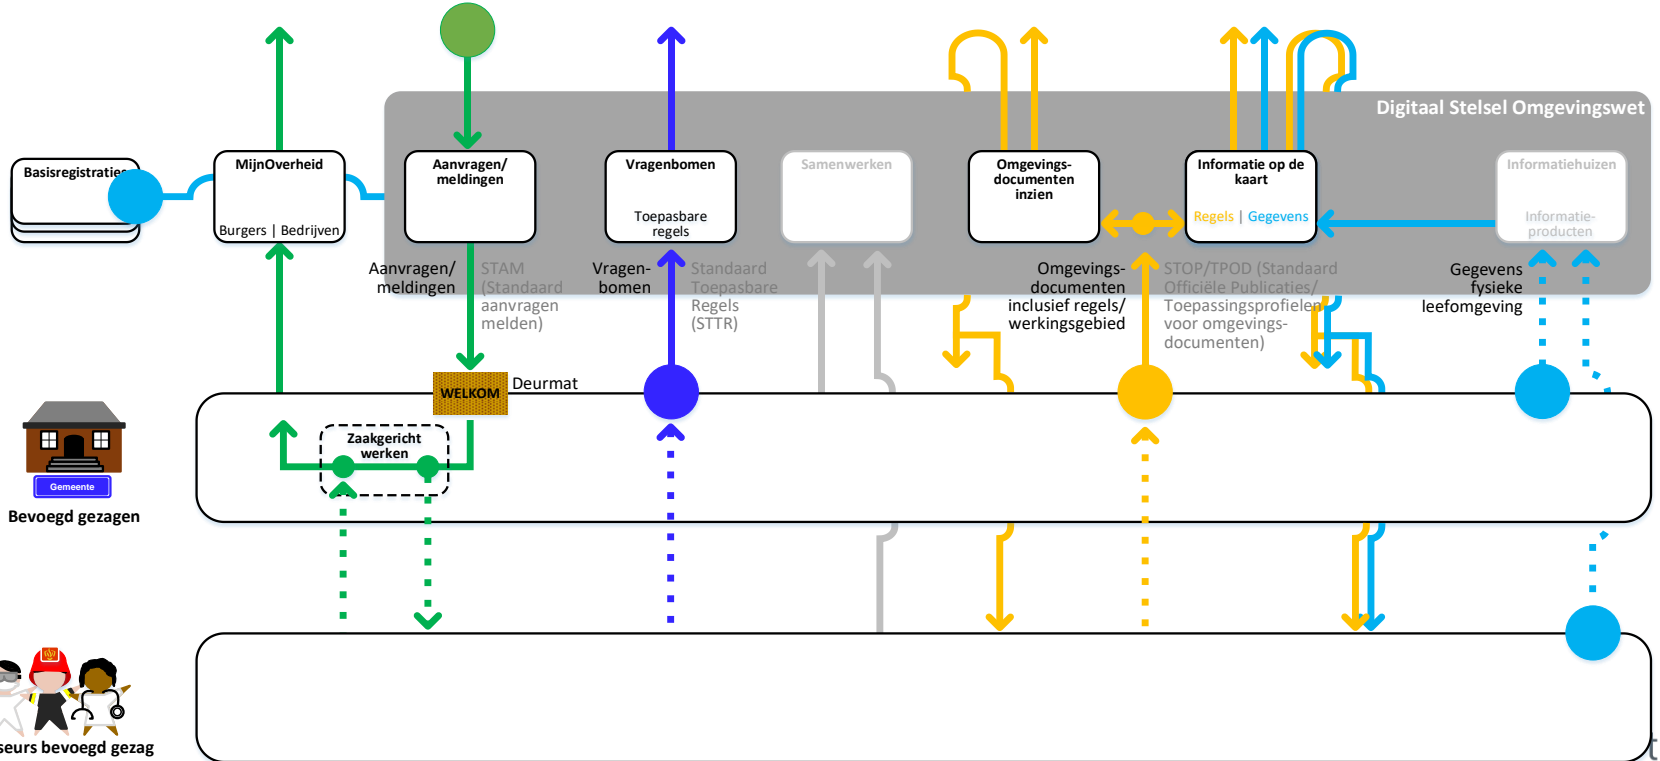 Digitaal Stelsel Omgevingswet
Basisregistraties
MijnOverheid
Burgers | Bedrijven
Aanvragen/
meldingen
Vragenbomen
Toepasbare
regels
Samenwerken
Omgevings-
documenten
inzien
Informatie op de
kaart
Regels | Gegevens
Informatiehuizen
Informatie-
producten
Aanvragen/
meldingen
STAM
(Standaard
aanvragen
melden)
Vragen-
bomen
Standaard
Toepasbare
Regels
(STTR)
Omgevings-
documenten
inclusief regels/
werkingsgebied
STOP/TPOD (Standaard
Officiële Publicaties/
Toepassingsprofielen
voor omgevings-
documenten)
Gegevens
fysieke
leefomgeving
WELKOM
Deurmat
Zaakgericht
werken
Gemeente
Bevoegd gezagen
seurs bevoegd gezag
t